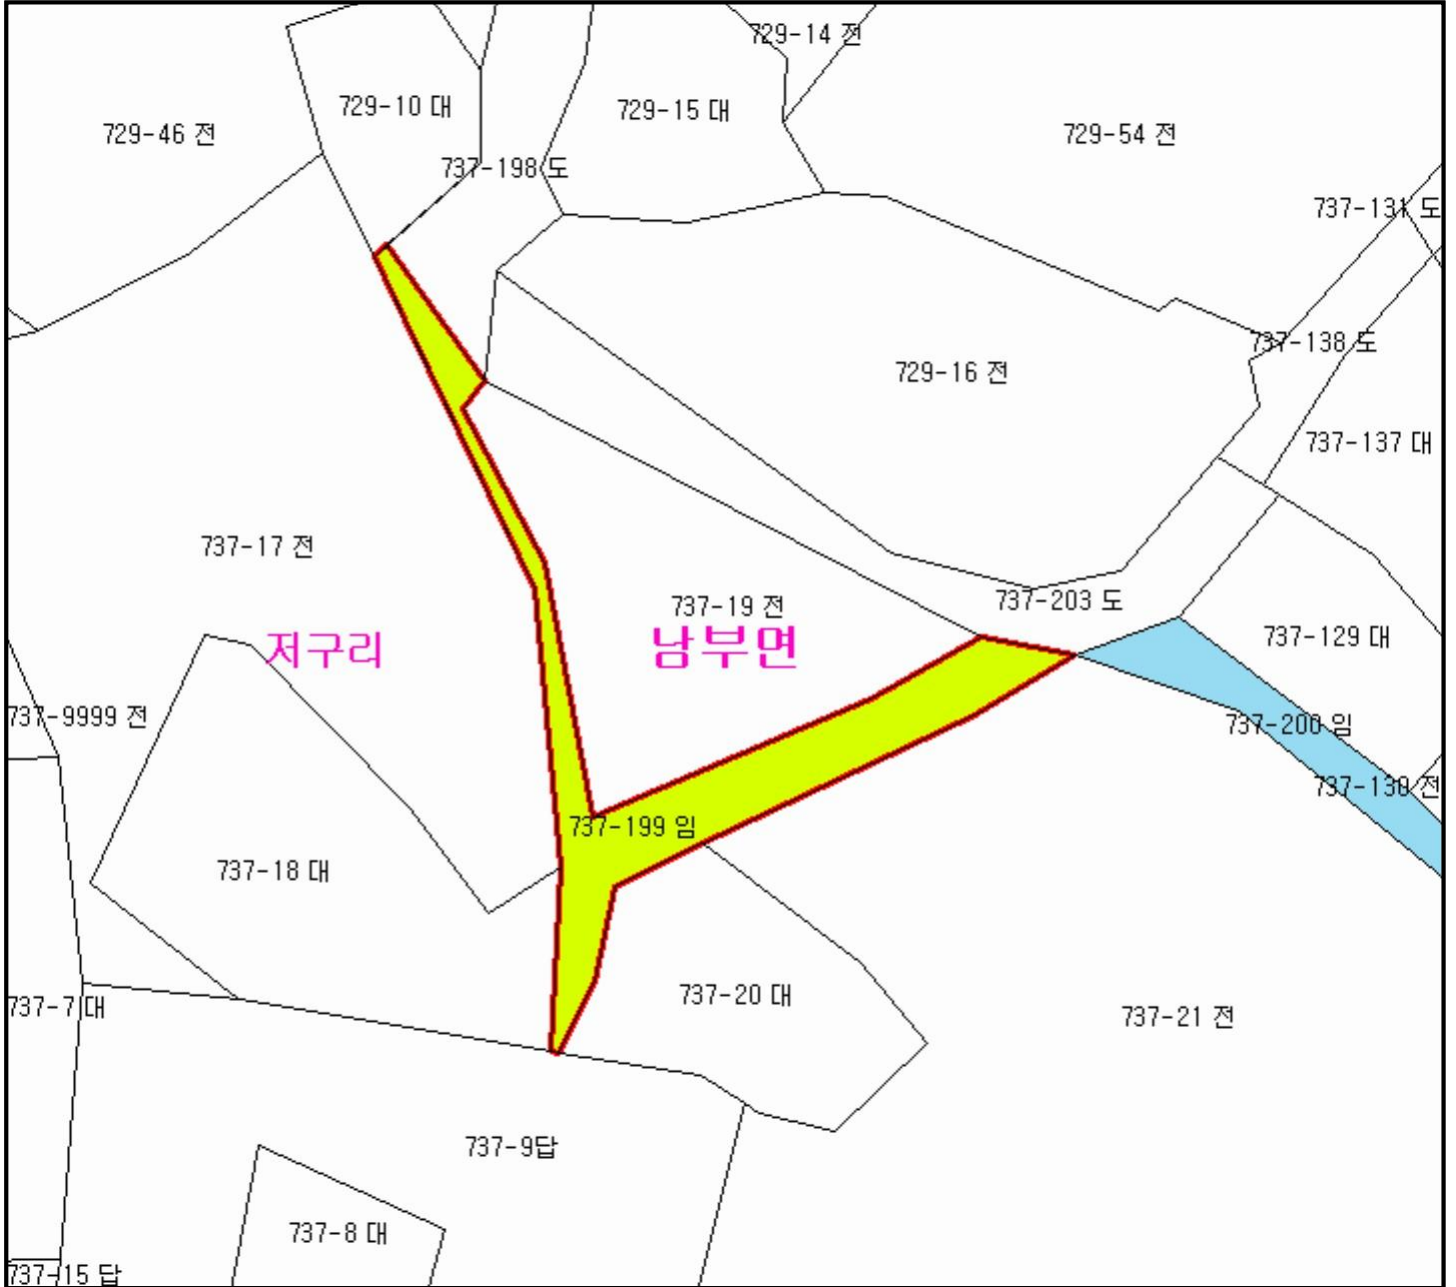 729-14 전
729-10 대
729-15 대
729-46 전
729-54 전
737-198 도
737-131 도
737-138 도
729-16 전
737-137 대
737-17 전
737-203 도
737-19 전
737-129 대
저구리
남부면
737-9999 전
737-200 임
737-130 전
737-199 임
737-18 대
737-20 대
737-7 대
737-21 전
737-9답
737-8 대
737-15 답